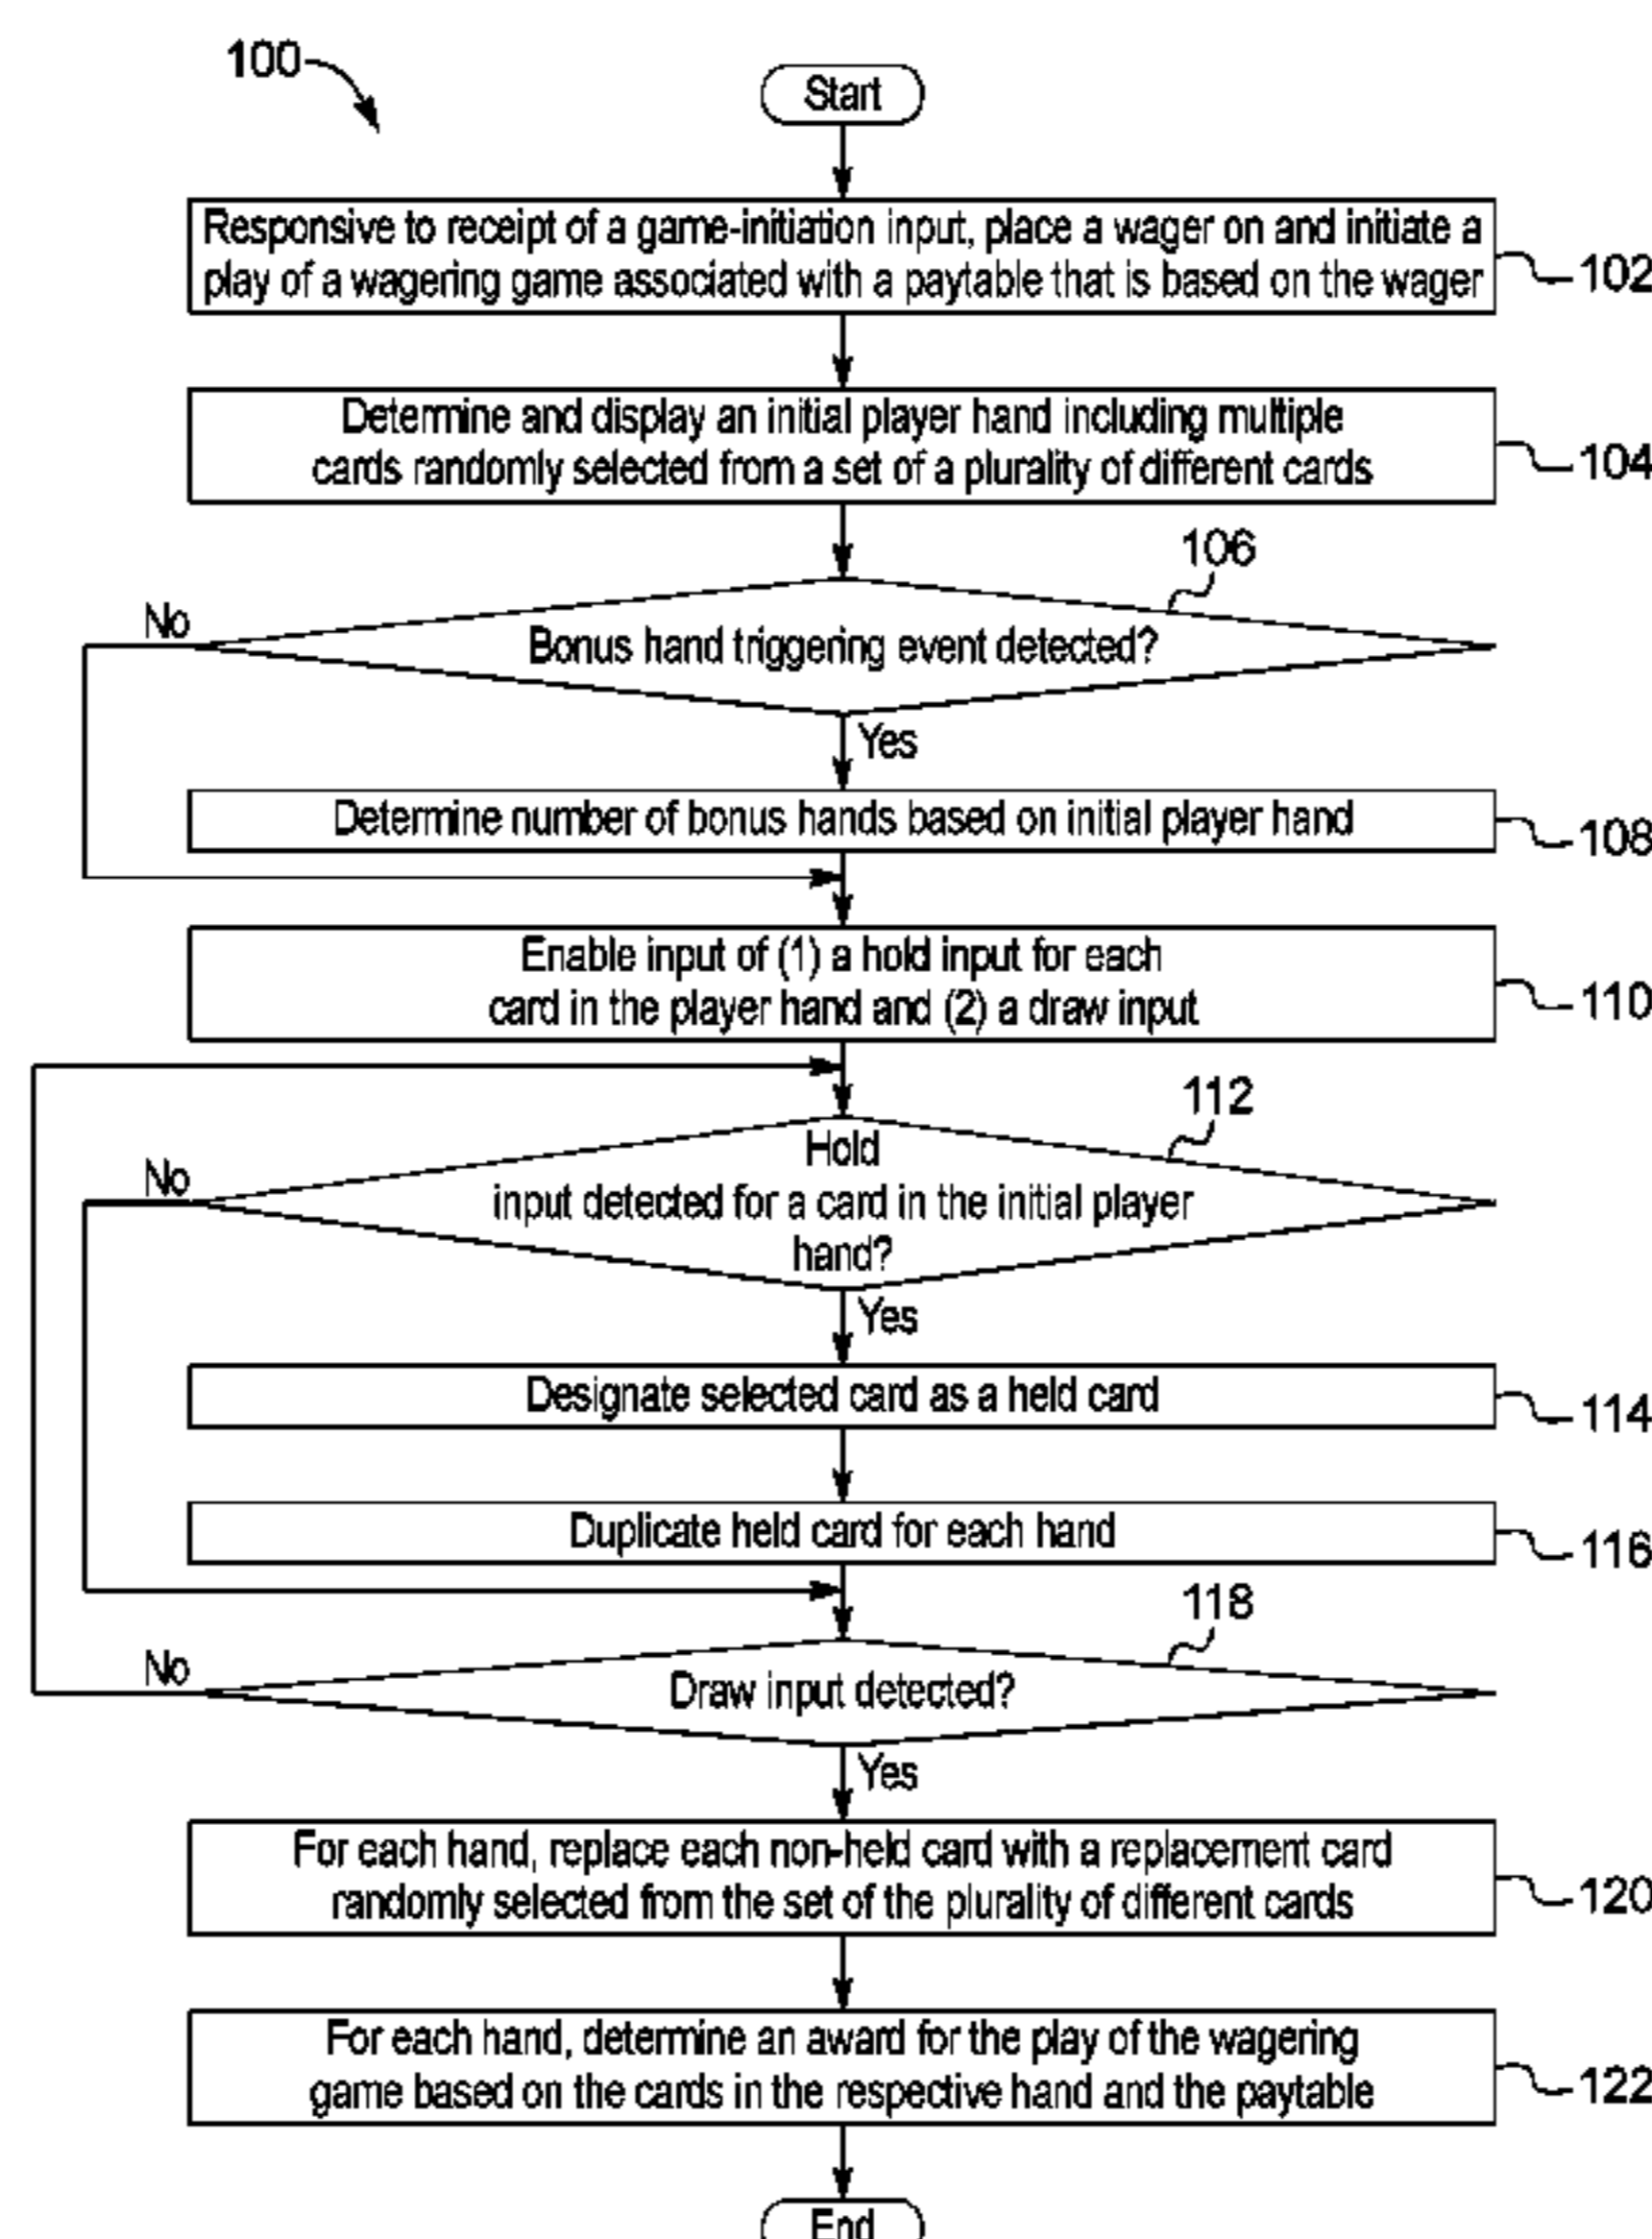 100
Start
Responsive to receipt of a game-initiation input, place a wager on and initiate a
play of a wagering game associated with a paytable that is based on the wager
102
Determine and display an initial player hand including multiple
cards randomly selected from a set of a plurality of different cards
104
106
No
Bonus hand triggering event detected?
Yes
Determine number of bonus hands based on initial player hand
108
Enable input of (1) a hold input for each
card in the player hand and (2) a draw input
110
112
No
Hold
input detected for a card in the initial player
hand?
Yes
Designate selected card as a held card
114
Duplicate held card for each hand
116
118
No
Draw input detected?
Yes
For each hand, replace each non-held card with a replacement card
randomly selected from the set of the plurality of different cards
120
For each hand, determine an award for the play of the wagering
game based on the cards in the respective hand and the paytable
122
End